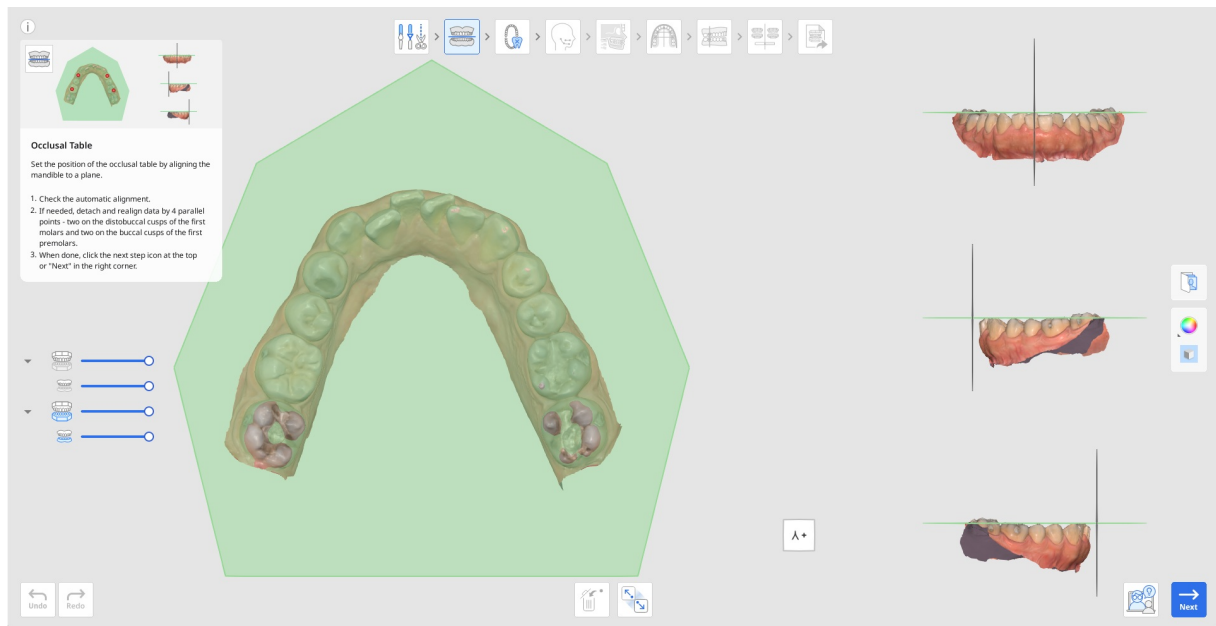 Occlusal Table
Set the position of the occlusal table by aligning the
mandible to a plane.
1. Check the automatic alignment.
2. If needed, detach and realign data by 4 parallel
points - two on the distobuccal cusps of the first
molars and two on the buccal cusps of the first
premolars.
3. When done, click the next step icon at the top
or "Next" in the right corner.
Undo
Redo
Next